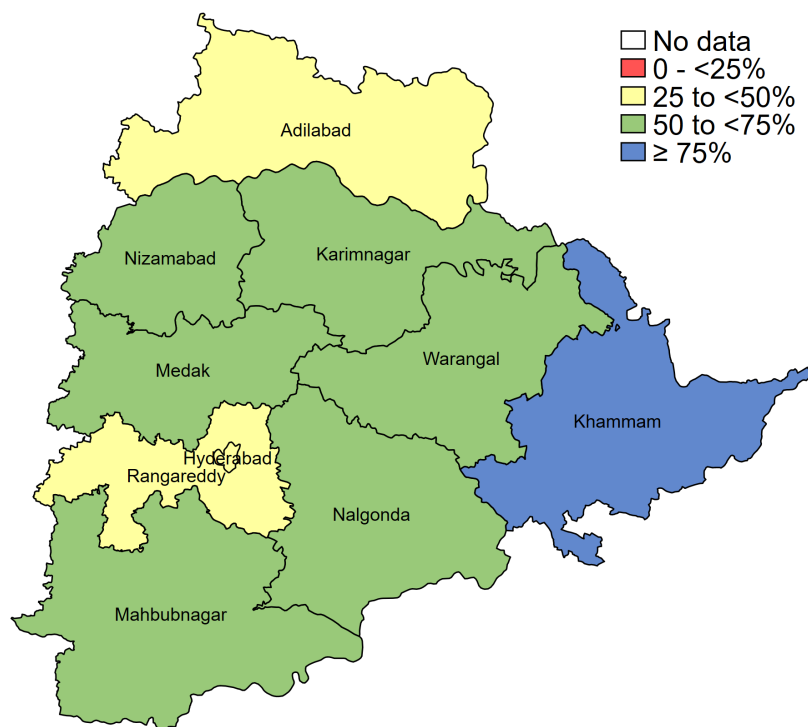 No data
0 - <25%
25 to <50%
50 to <75%
≥ 75%
Adilabad
Nizamabad
Karimnagar
Medak
Warangal
Khammam
Hyderabad
Rangareddy
Nalgonda
Mahbubnagar